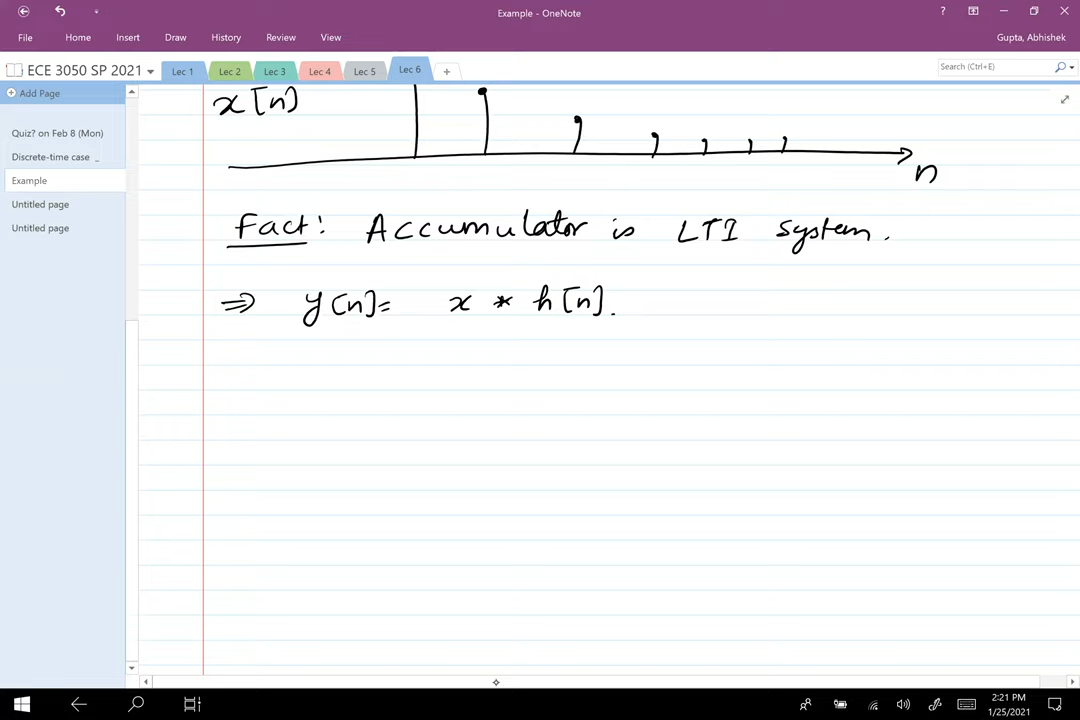 Example - OneNote
?
Gupta, Abhishek
File Home Insert Draw History Review View
ECE 3050 SP 2021
Lec 1 Lec 2 Lec 3 Lec 4 Lec 5 Lec 6 +
Search (Ctrl+E)
Add Page
Quiz? on Feb 8 (Mon)
Discrete-time case _
Example
Untitled page
Untitled page
x[n]
n
Fact: Accumulator is LTI system.
⇒ y[n]= x * h[n].
2:21 PM
1/25/2021